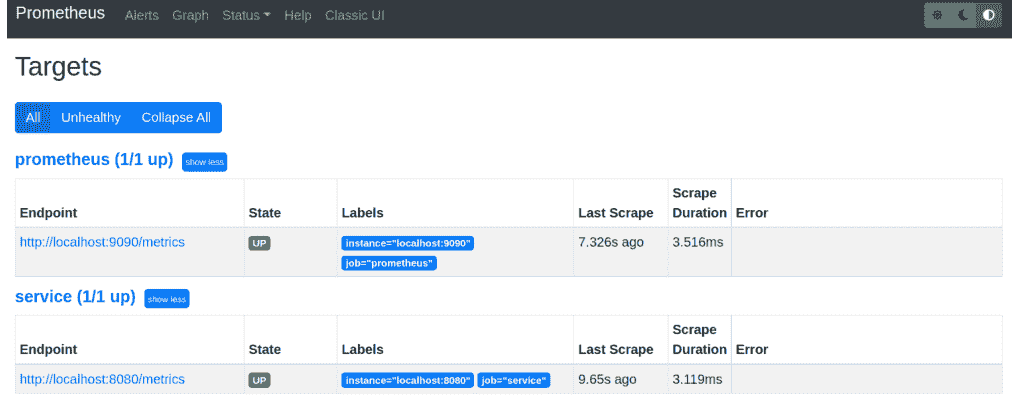 Prometheus Alerts Graph Status Help Classic UI
Targets
All Unhealthy Collapse All
prometheus (1/1 up) show less
Endpoint State Labels Last Scrape Scrape Duration Error
http://localhost:9090/metrics UP instance="localhost:9090" 7.326s ago 3.516ms
job="prometheus"
service (1/1 up) show less
Endpoint State Labels Last Scrape Scrape Duration Error
http://localhost:8080/metrics UP instance="localhost:8080" job="service" 9.65s ago 3.119ms